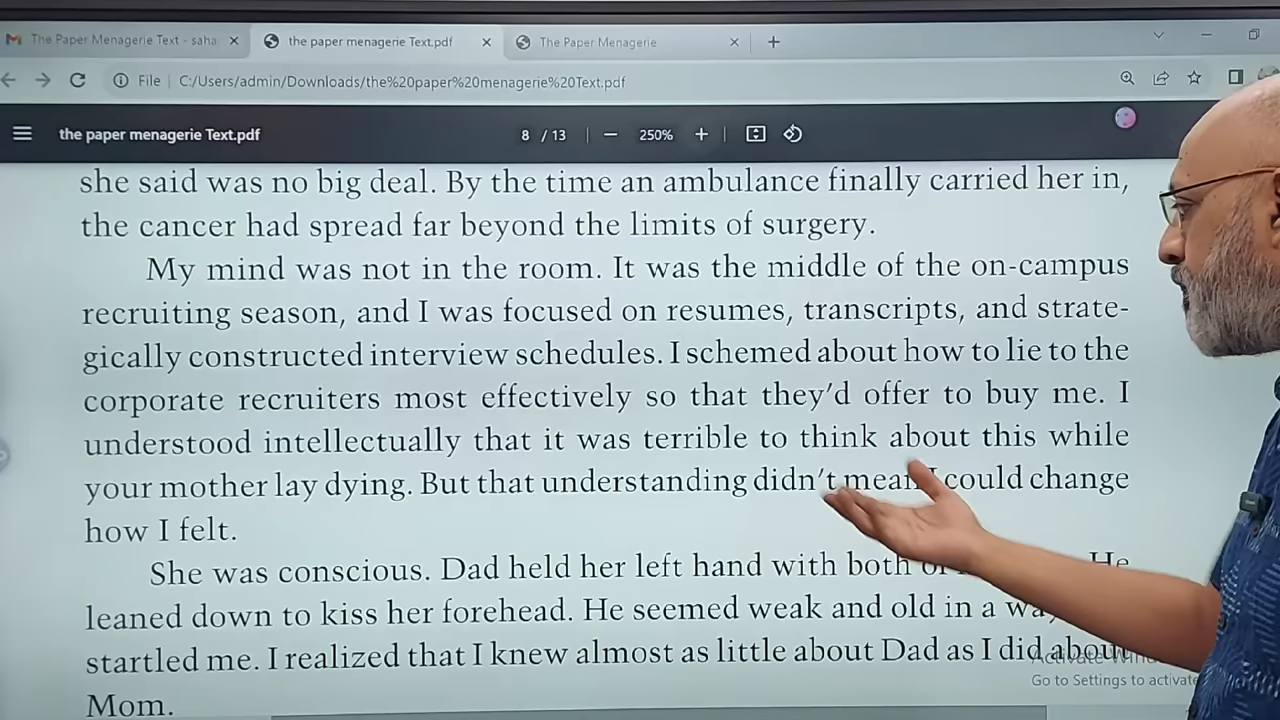 The Paper Menagerie Text - saha
the paper menagerie Text.pdf
The Paper Menagerie
File
C:/Users/admin/Downloads/the%20paper%20menagerie%20Text.pdf
the paper menagerie Text.pdf
8 / 13
250%
she said was no big deal. By the time an ambulance finally carried her in,
the cancer had spread far beyond the limits of surgery.
My mind was not in the room. It was the middle of the on-campus
recruiting season, and I was focused on resumes, transcripts, and strate-
gically constructed interview schedules. I schemed about how to lie to the
corporate recruiters most effectively so that they’d offer to buy me. I
understood intellectually that it was terrible to think about this while
your mother lay dying. But that understanding didn’t mean I could change
how I felt.
She was conscious. Dad held her left hand with both of He
leaned down to kiss her forehead. He seemed weak and old in a
startled me. I realized that I knew almost as little about Dad as I did about
Mom.
Activate
Go to Settings to activate